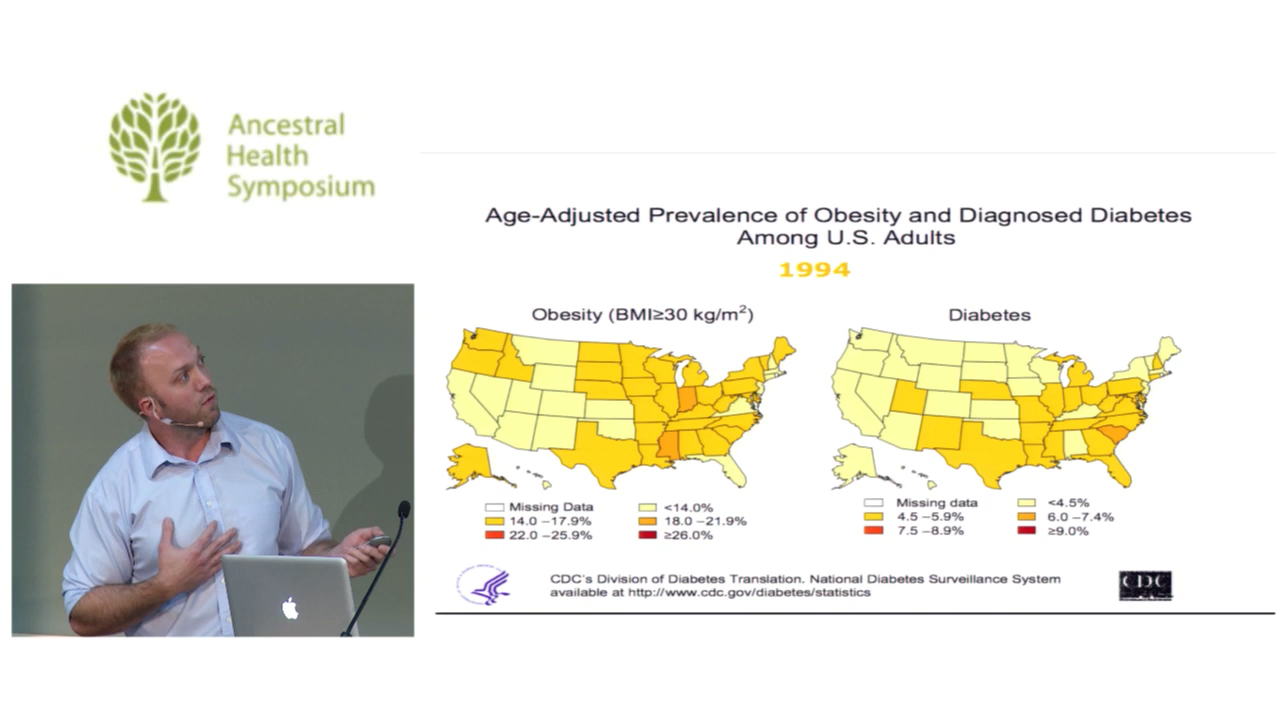 Ancestral
Health
Symposium
Age-Adjusted Prevalence of Obesity and Diagnosed Diabetes
Among U.S. Adults
1994
Obesity (BMI≥30 kg/m²)
Diabetes
Missing Data
<14.0%
14.0 –17.9%
18.0 –21.9%
22.0 –25.9%
≥26.0%
Missing data
<4.5%
4.5 –5.9%
6.0 –7.4%
7.5 –8.9%
≥9.0%
CDC's Division of Diabetes Translation. National Diabetes Surveillance System
available at http://www.cdc.gov/diabetes/statistics
CDC